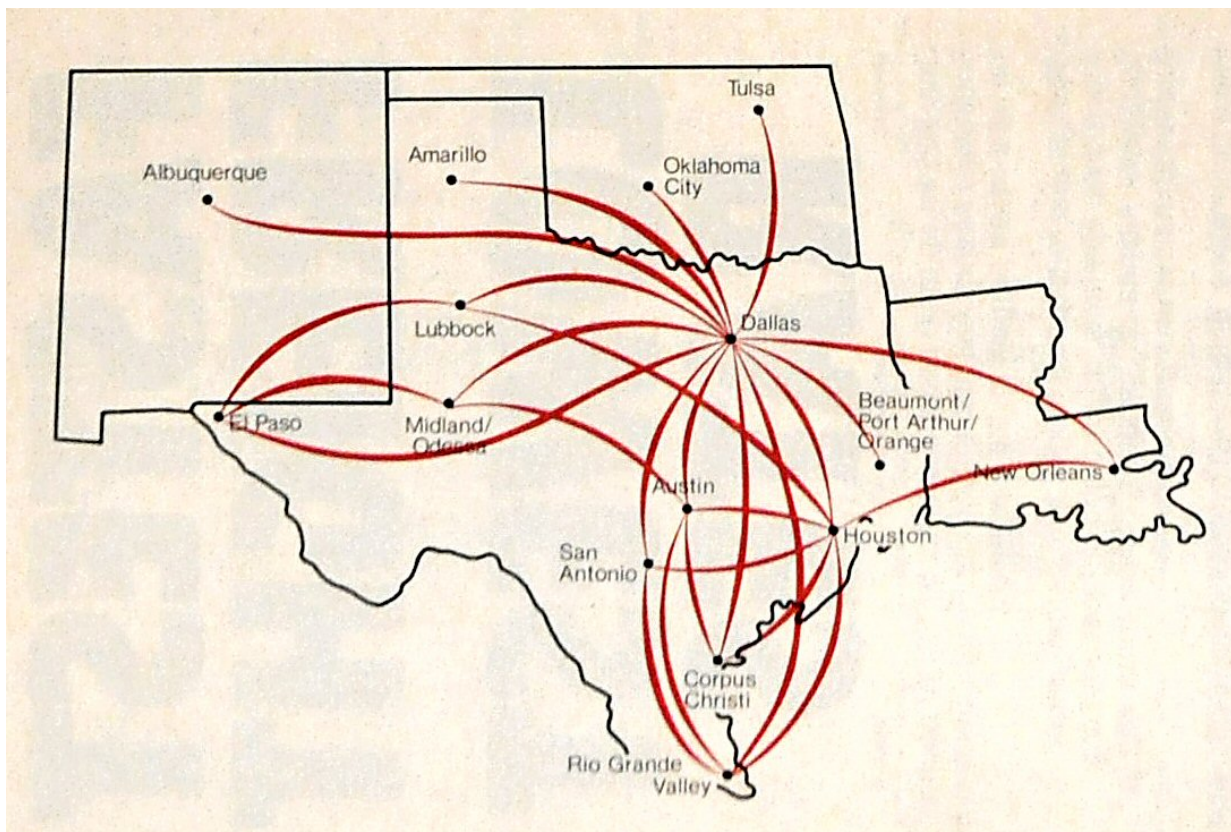 Tulsa
Amarillo
Oklahoma
City
Albuquerque
Dallas
Lubbock
El Paso
Midland/
Odessa
Beaumont/
Port Arthur/
Orange
New Orleans
Austin
Houston
San
Antonio
Corpus
Christi
Rio Grande
Valley